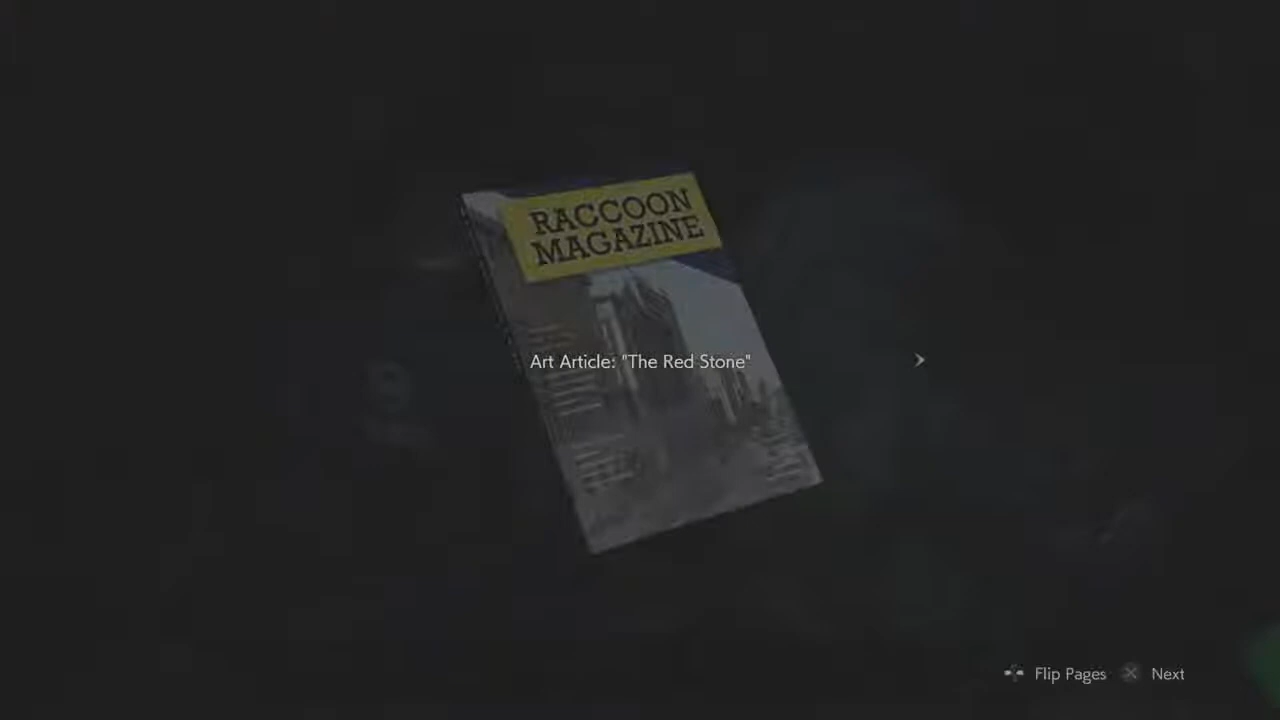 RACCOON
MAGAZINE
Art Article: "The Red Stone"
Flip Pages
Next